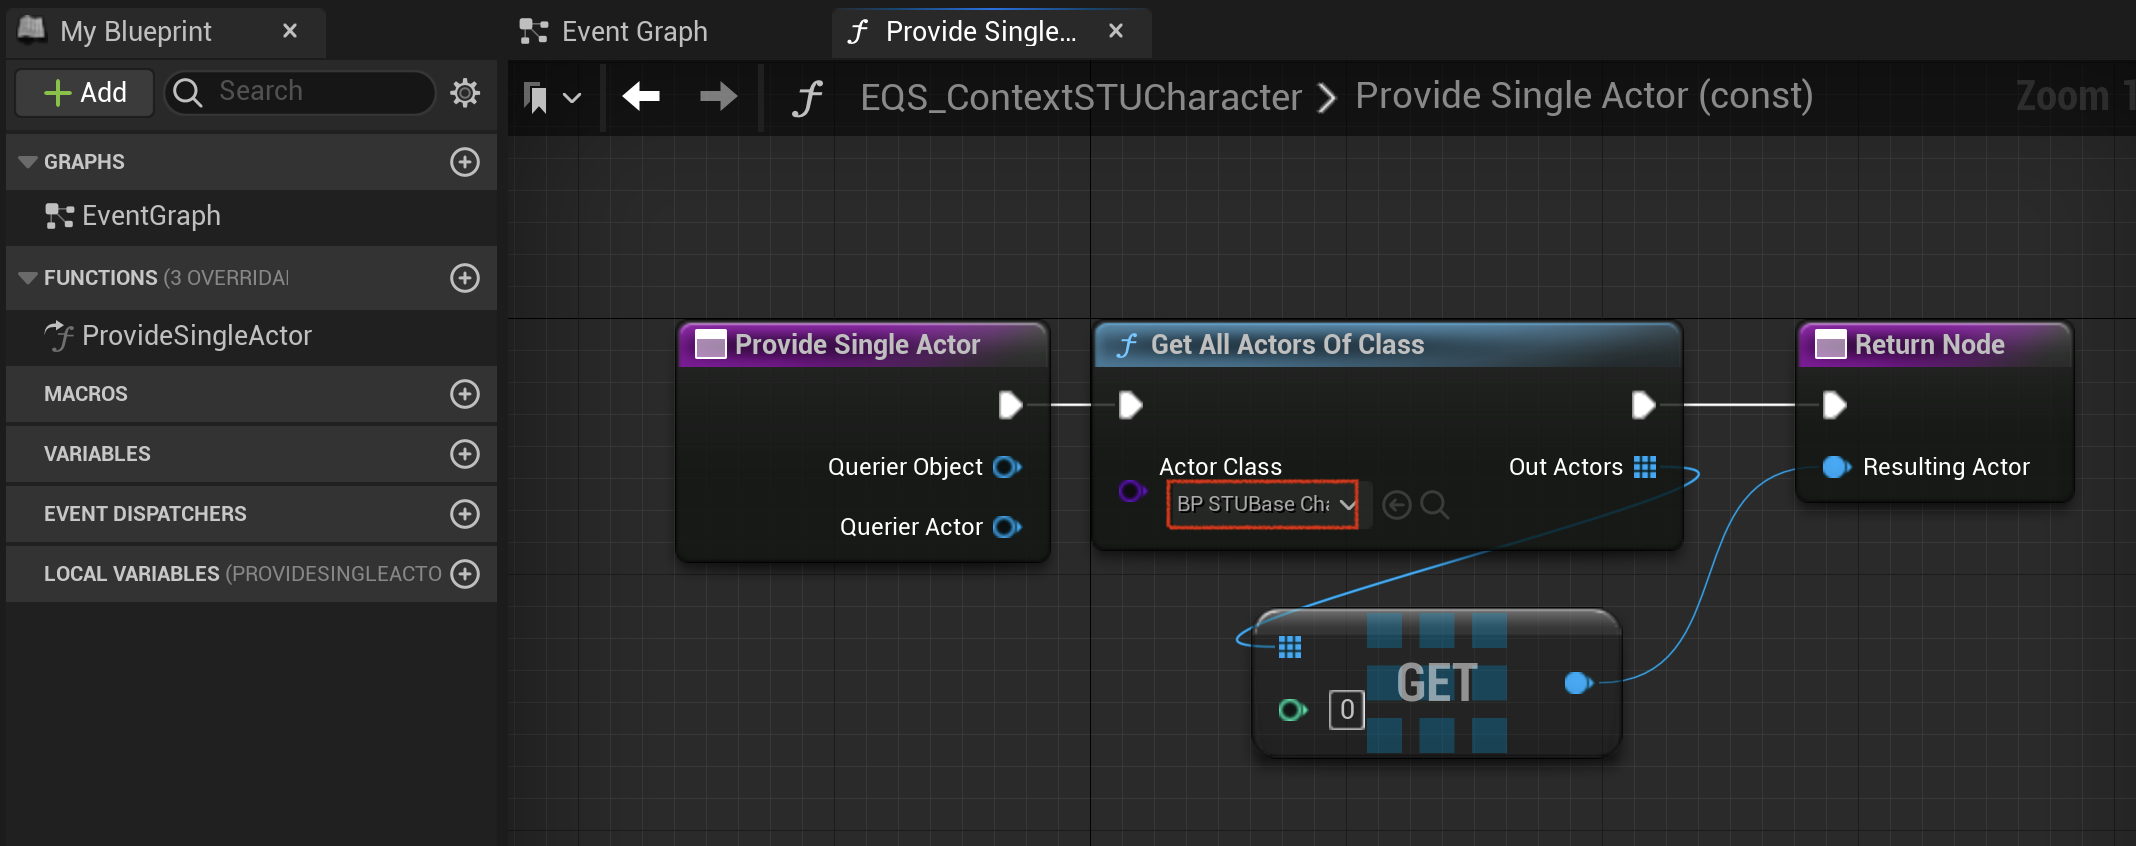 My Blueprint
Event Graph
Provide Single...
Add
Search
EQS_ContextSTUCharacter
Provide Single Actor (const)
Zoom 1
GRAPHS
EventGraph
FUNCTIONS (3 OVERRIDA
ProvideSingleActor
MACROS
VARIABLES
EVENT DISPATCHERS
LOCAL VARIABLES (PROVIDESINGLEACTO
Provide Single Actor
Querier Object
Querier Actor
Get All Actors Of Class
Actor Class
BP STUBase Cha
Out Actors
Return Node
Resulting Actor
GET
0